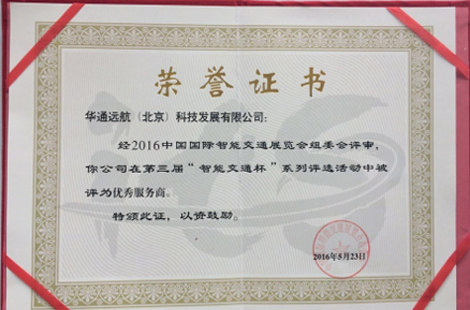 荣誉证书
华通远航（北京）科技发展有限公司：
经2016中国国际智能交通展览会组委会评审，
你公司在第三届“智能交通杯”系列评选活动中被
评为优秀服务商。
特颁此证，以资鼓励。
2016年5月23日